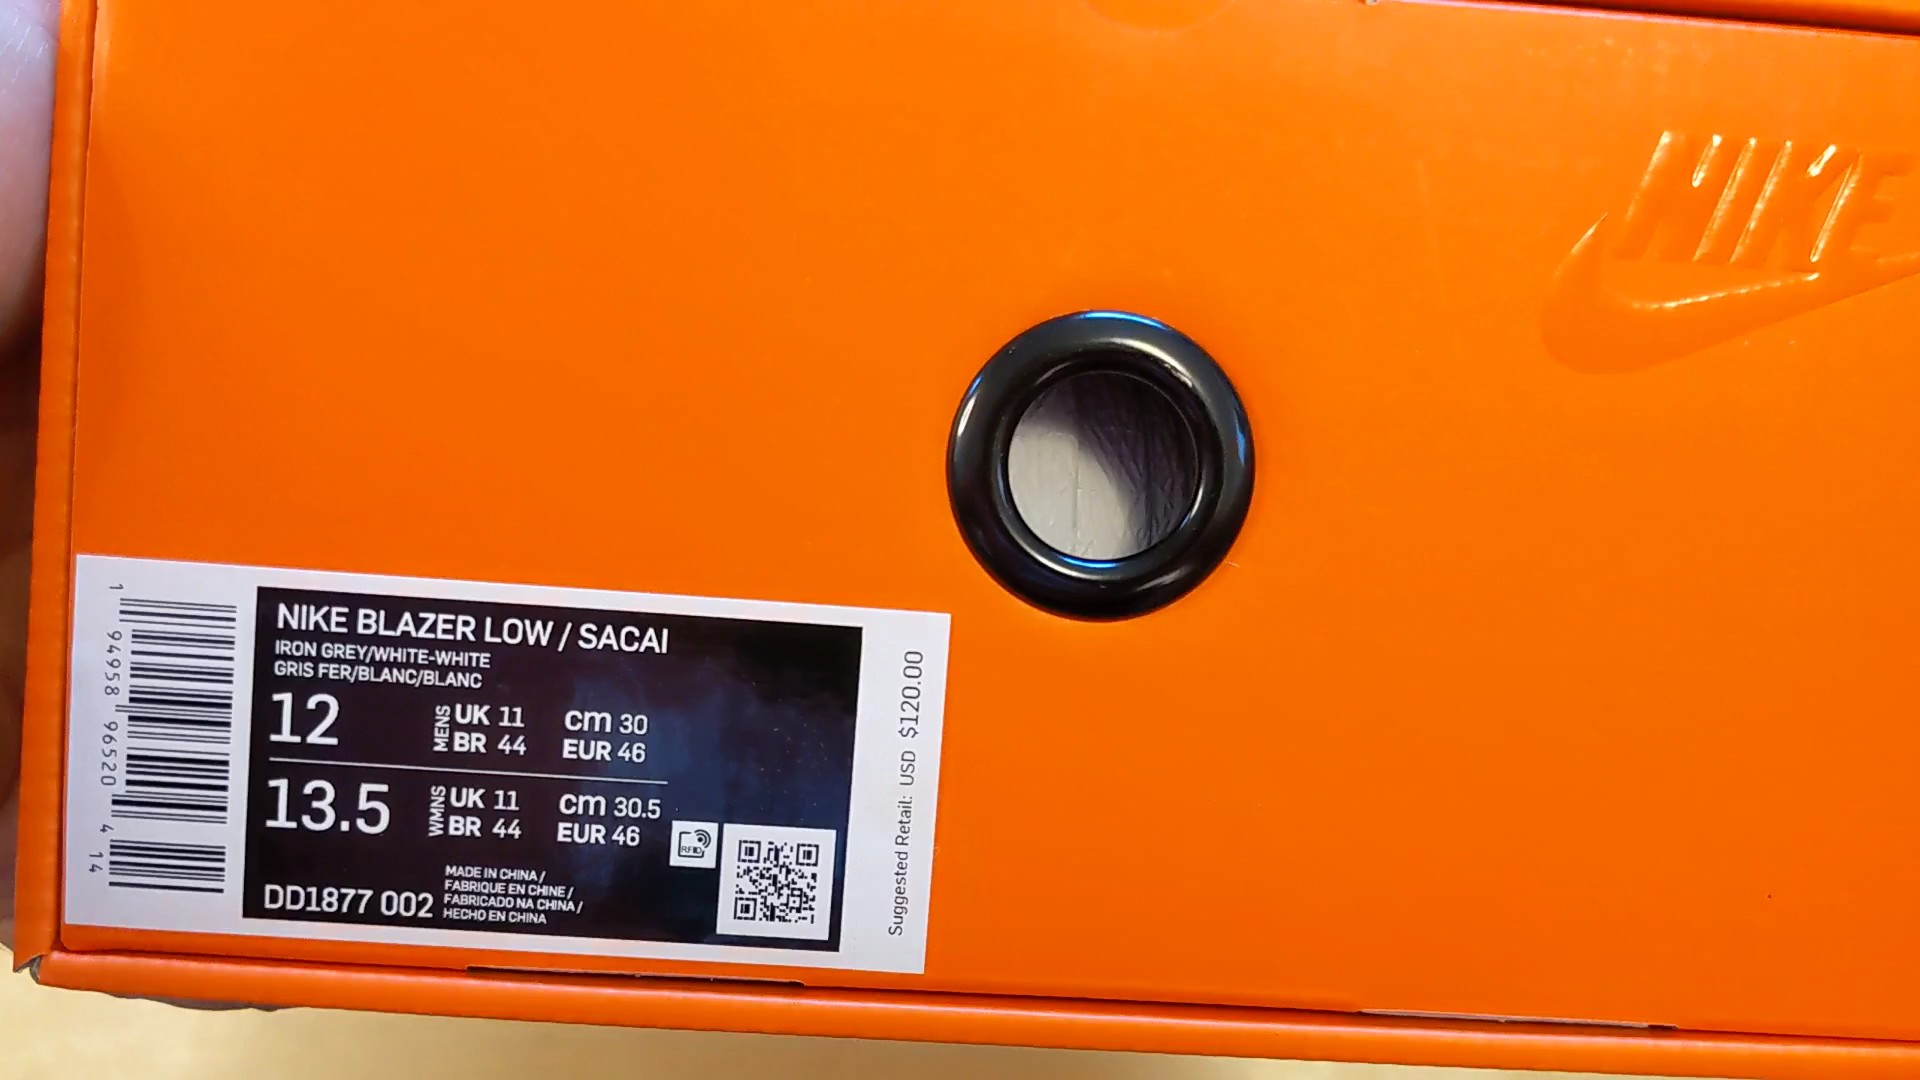 NIKE
1 94958 96520 4 14
NIKE BLAZER LOW / SACAI
IRON GREY/WHITE-WHITE
GRIS FER/BLANC/BLANC
12
MENS
UK 11
BR 44
cm 30
EUR 46
13.5
WMNS
UK 11
BR 44
cm 30.5
EUR 46
RFID
DD1877 002
MADE IN CHINA /
FABRIQUE EN CHINE /
FABRICADO NA CHINA /
HECHO EN CHINA
Suggested Retail: USD $120.00